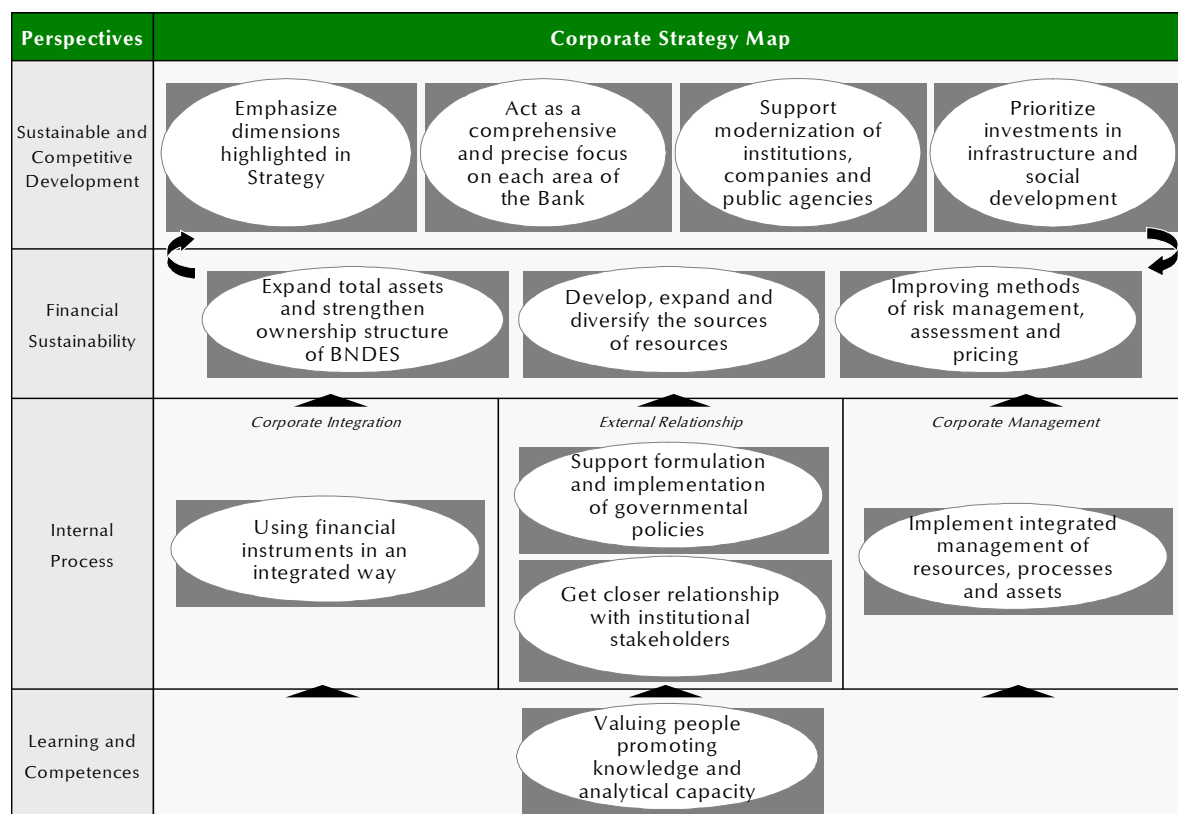 Perspectives
Corporate Strategy Map
Sustainable and
Competitive
Development
Emphasize
dimensions
highlighted in
Strategy
Act as a
comprehensive
and precise focus
on each area of
the Bank
Support
modernization of
institutions,
companies and
public agencies
Prioritize
investments in
infrastructure and
social
development
Financial
Sustainability
Expand total assets
and strengthen
ownership structure
of BNDES
Develop, expand and
diversify the sources
of resources
Improving methods
of risk management,
assessment and
pricing
Internal
Process
Corporate Integration
Using financial
instruments in an
integrated way
External Relationship
Support formulation
and implementation
of governmental
policies
Get closer relationship
with institutional
stakeholders
Corporate Management
Implement integrated
management of
resources, processes
and assets
Learning and
Competences
Valuing people
promoting
knowledge and
analytical capacity